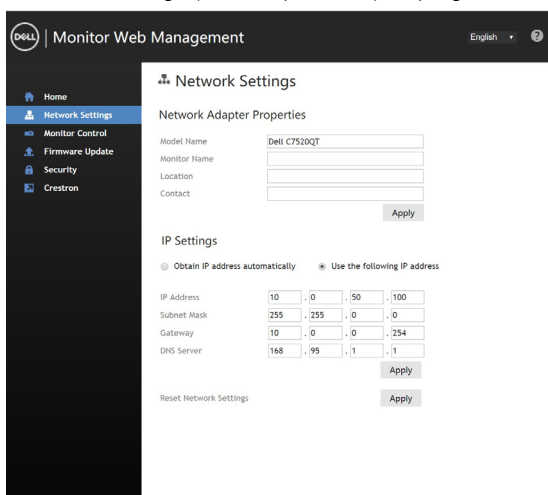 DELL | Monitor Web Management English ?
Network Settings
Home
Network Settings
Monitor Control
Firmware Update
Security
Crestron
Network Adapter Properties
Model Name Dell C7520QT
Monitor Name
Location
Contact
Apply
IP Settings
Obtain IP address automatically Use the following IP address
IP Address 10 . 0 . 50 . 100
Subnet Mask 255 . 255 . 0 . 0
Gateway 10 . 0 . 0 . 254
DNS Server 168 . 95 . 1 . 1
Apply
Reset Network Settings Apply